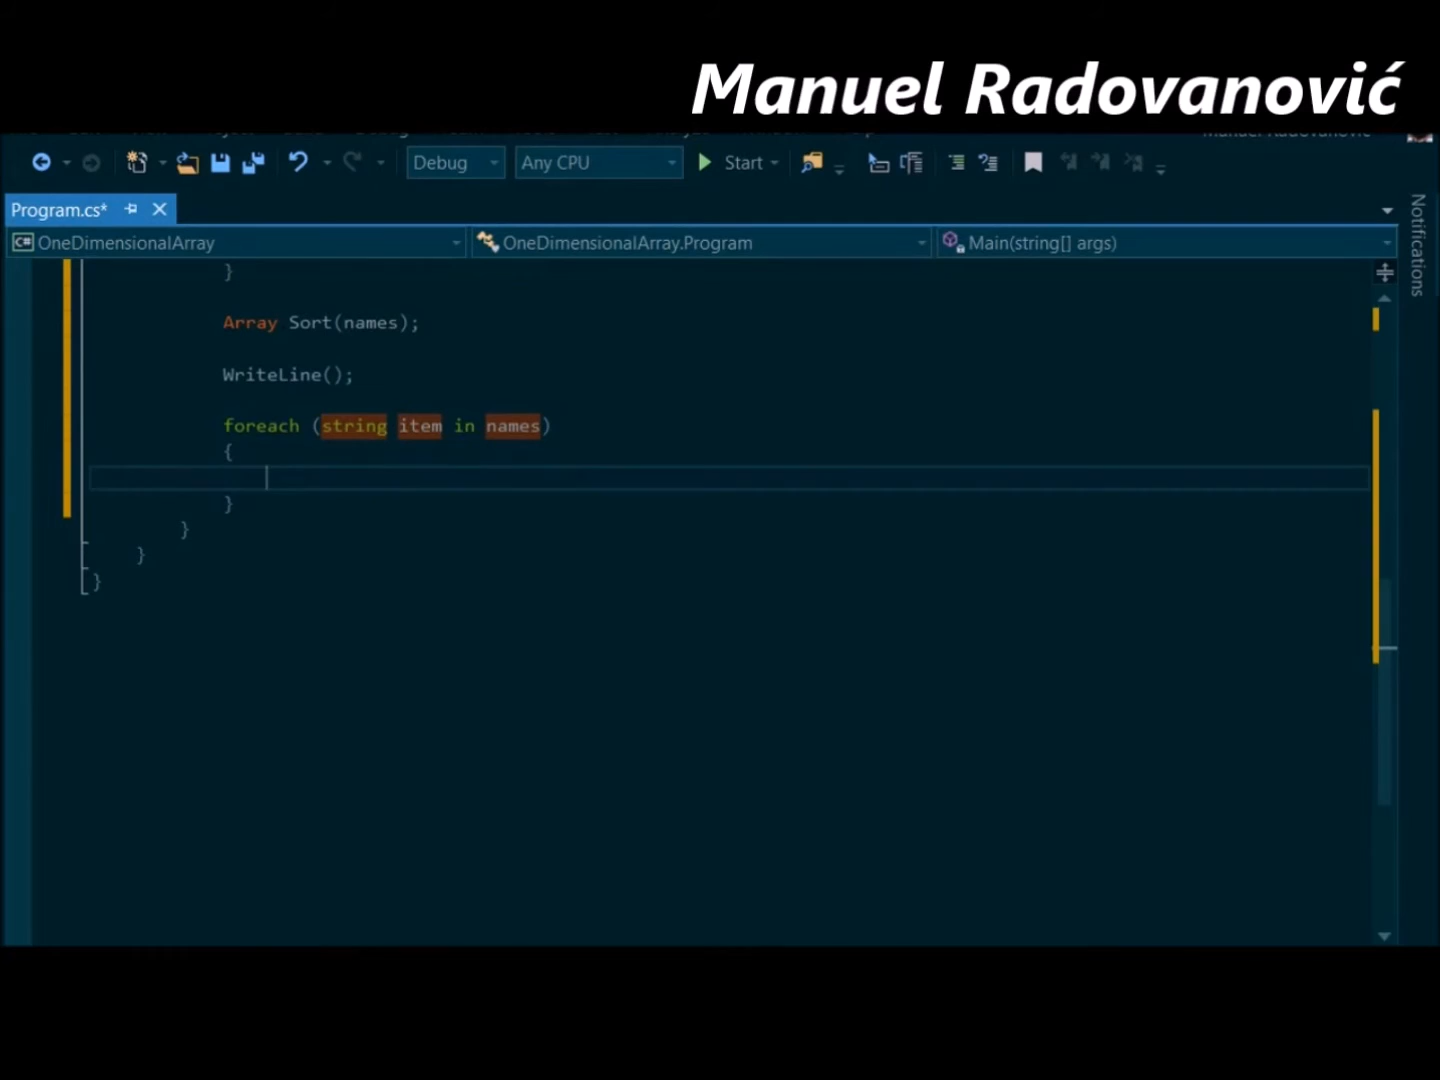 Manuel Radovanović
Debug Any CPU Start
Program.cs*
OneDimensionalArray OneDimensionalArray.Program Main(string[] args)
Notifications
}
Array Sort(names);
WriteLine();
foreach (string item in names)
{
}
}
}
}